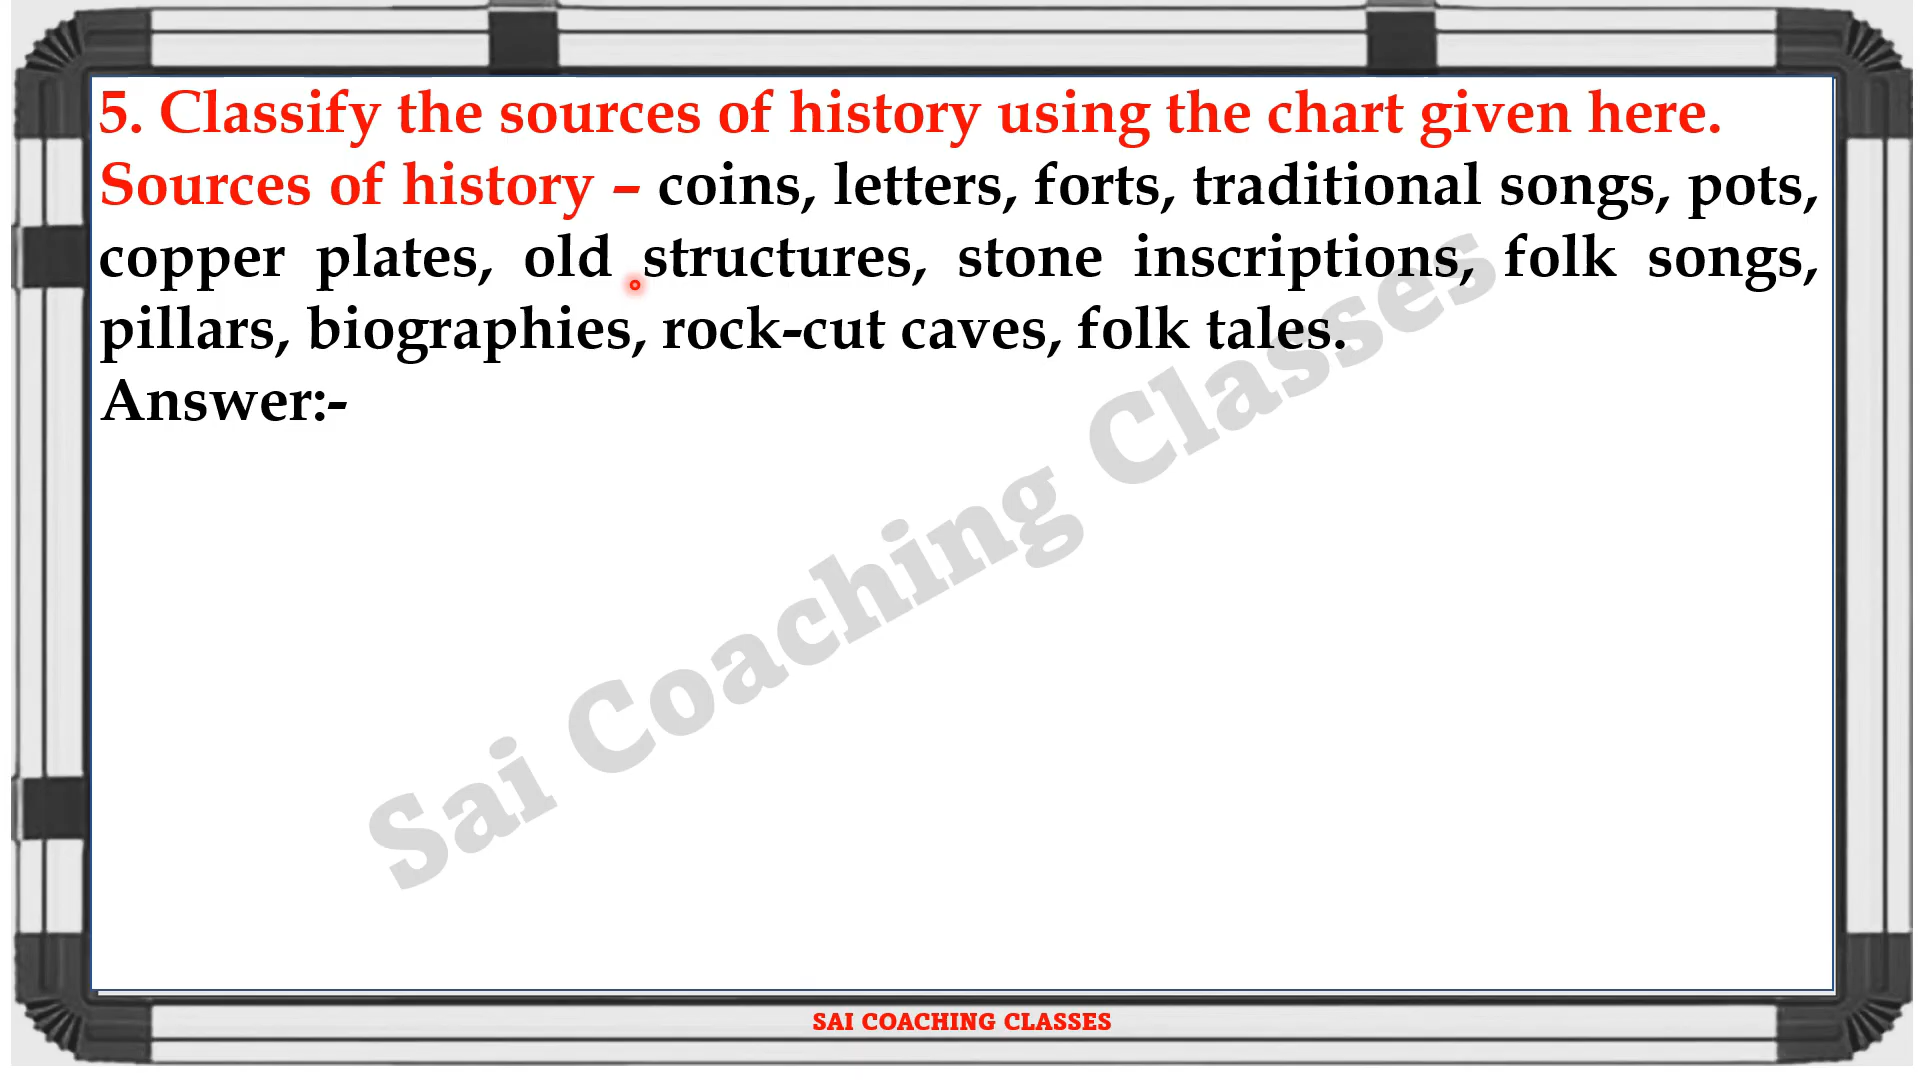 5. Classify the sources of history using the chart given here.
Sources of history – coins, letters, forts, traditional songs, pots,
copper plates, old structures, stone inscriptions, folk songs,
pillars, biographies, rock-cut caves, folk tales.
Answer:-
Sai Coaching Classes
SAI COACHING CLASSES